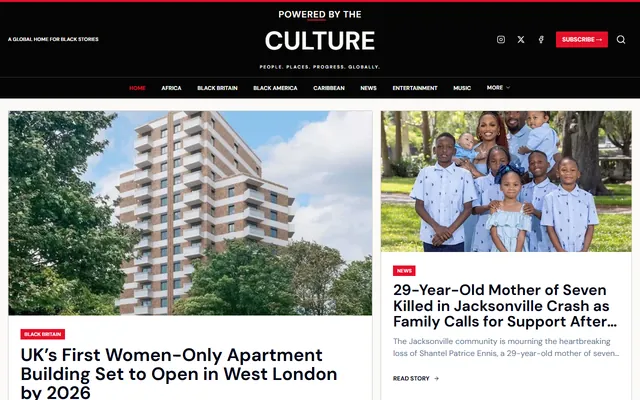 POWERED BY THE
CULTURE
PEOPLE. PLACES. PROGRESS. GLOBALLY.
A GLOBAL HOME FOR BLACK STORIES
SUBSCRIBE →
HOME AFRICA BLACK BRITAIN BLACK AMERICA CARIBBEAN NEWS ENTERTAINMENT MUSIC MORE
BLACK BRITAIN
UK's First Women-Only Apartment
Building Set to Open in West London
by 2026
NEWS
29-Year-Old Mother of Seven
Killed in Jacksonville Crash as
Family Calls for Support After...
The Jacksonville community is mourning the heartbreaking
loss of Shantel Patrice Ennis, a 29-year-old mother of seven...
READ STORY →